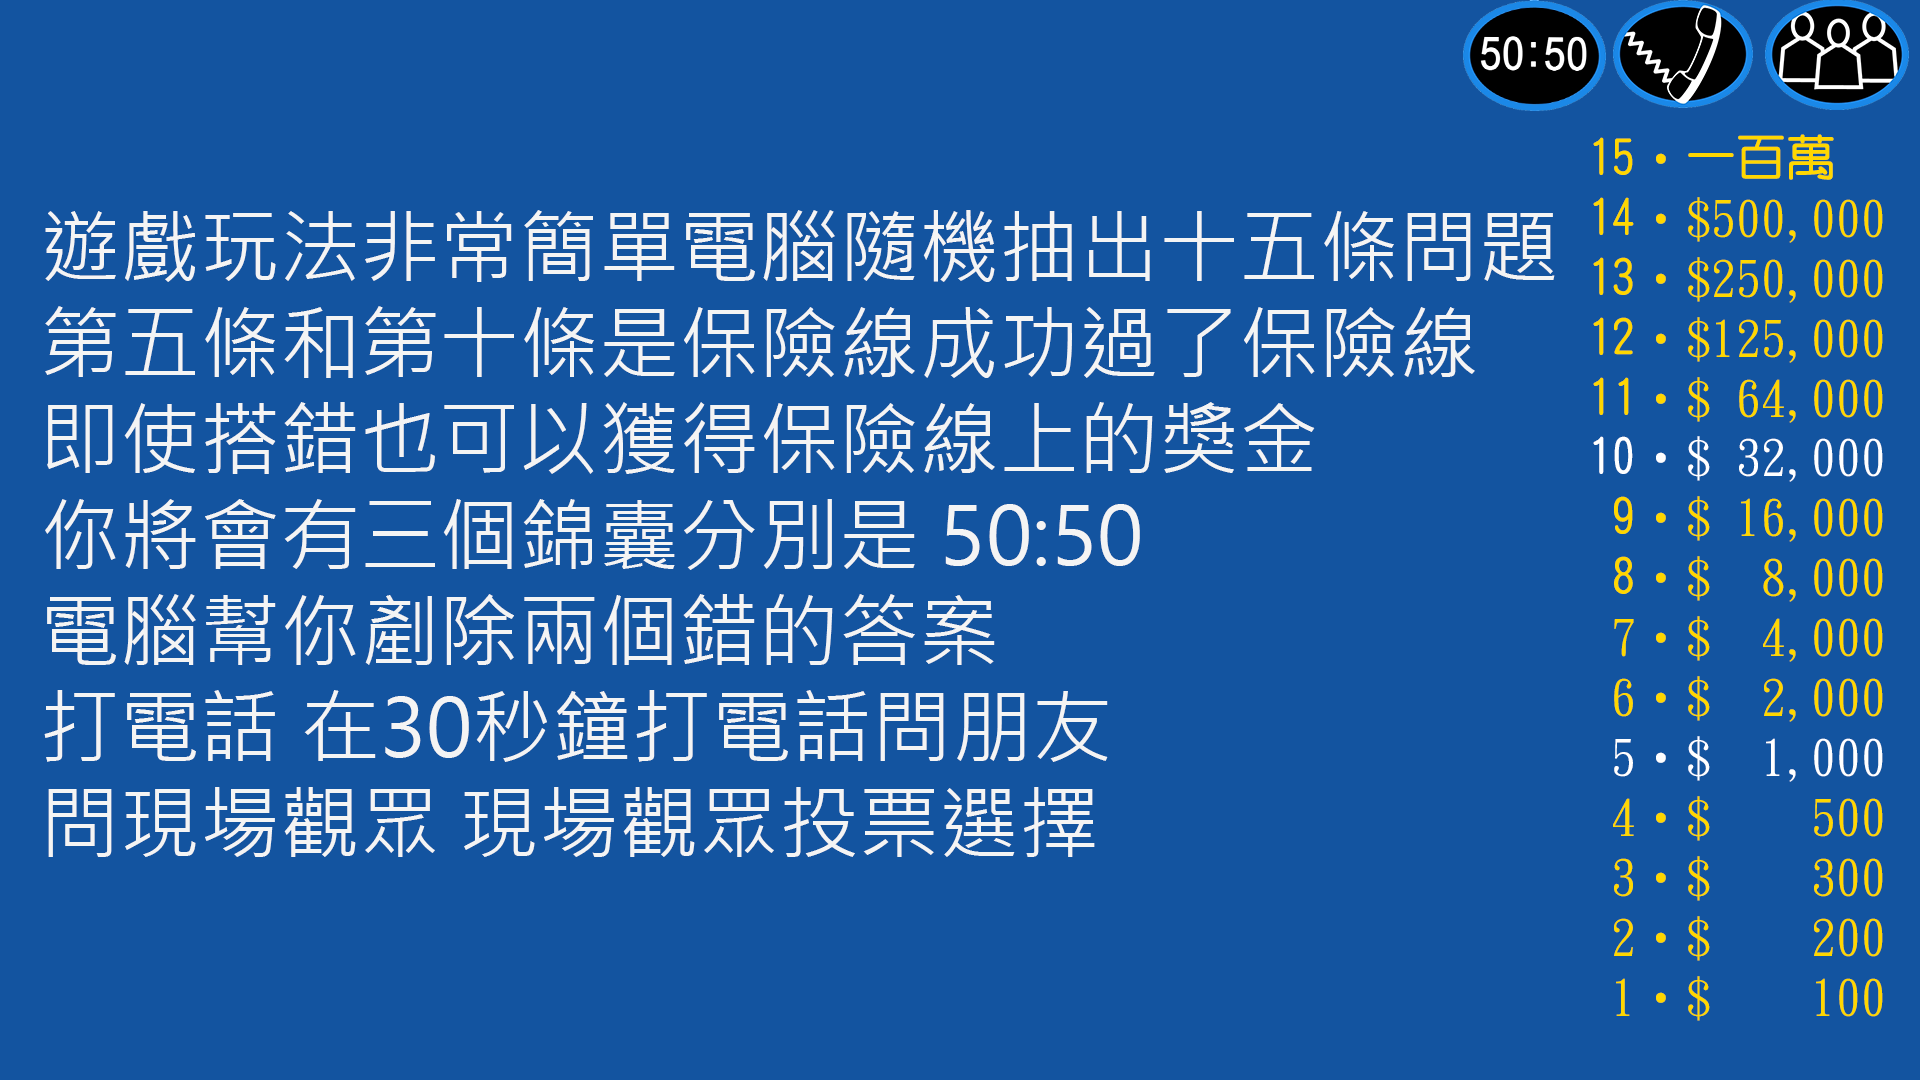 50:50
遊戲玩法非常簡單電腦隨機抽出十五條問題
第五條和第十條是保險線成功過了保險線
即使搭錯也可以獲得保險線上的獎金
你將會有三個錦囊分別是 50:50
電腦幫你剷除兩個錯的答案
打電話 在30秒鐘打電話問朋友
問現場觀眾 現場觀眾投票選擇
15・一百萬
14・$500,000
13・$250,000
12・$125,000
11・$ 64,000
10・$ 32,000
9・$ 16,000
8・$ 8,000
7・$ 4,000
6・$ 2,000
5・$ 1,000
4・$ 500
3・$ 300
2・$ 200
1・$ 100